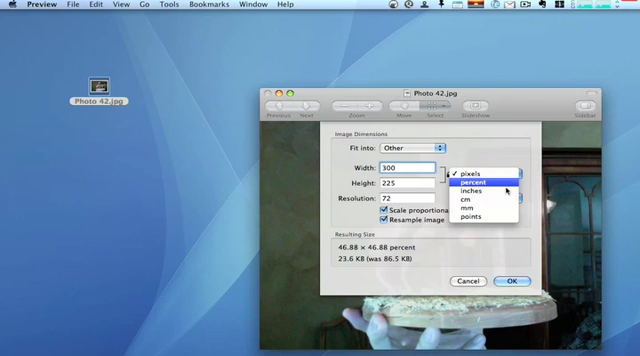 Preview File Edit View Go Tools Bookmarks Window Help
Photo 42.jpg
Photo 42.jpg
Previous Next Zoom Move Select Slideshow Sidebar
Image Dimensions
Fit into: Other
Width: 300
✓ pixels
percent
Height: 225
inches
cm
Resolution: 72
mm
Scale proportiona
points
Resample image
Resulting Size
46.88 × 46.88 percent
23.6 KB (was 86.5 KB)
Cancel OK